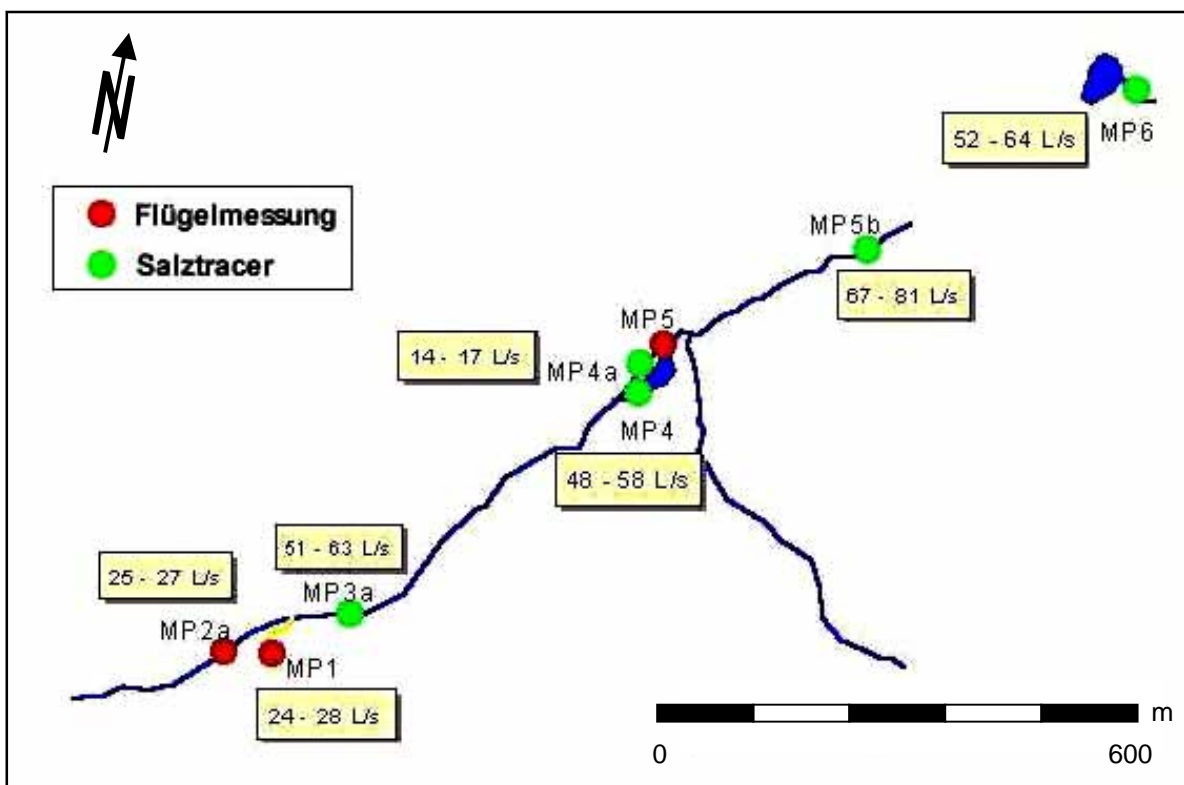 N
MP6
52 - 64 L/s
Flügelmessung
Salztracer
MP5b
67 - 81 L/s
MP5
14 - 17 L/s
MP4a
MP4
48 - 58 L/s
51 - 63 L/s
25 - 27 L/s
MP3a
MP2a
MP1
24 - 28 L/s
m
0
600